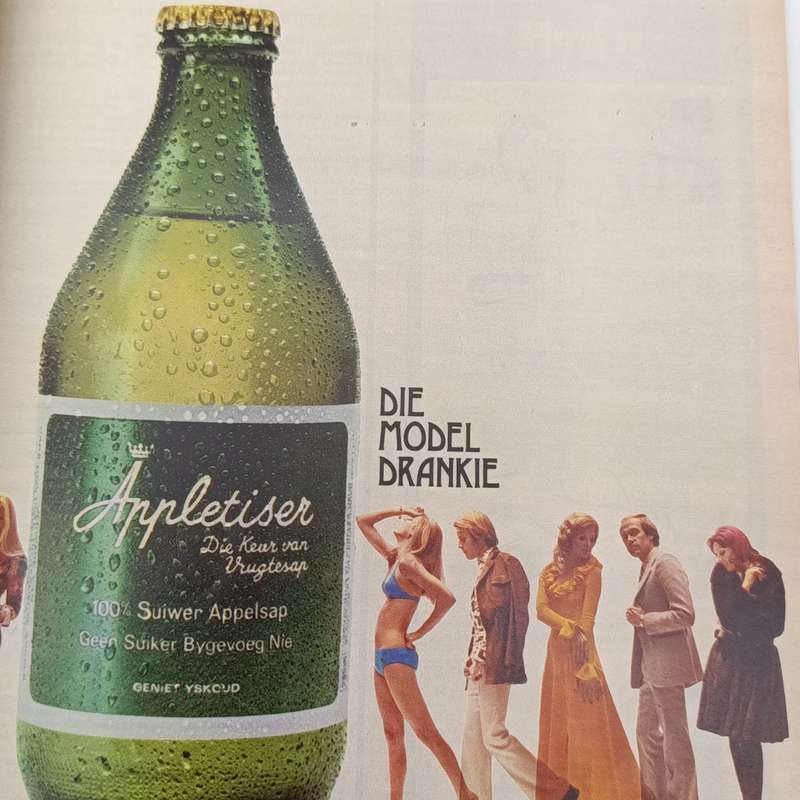 DIE
MODEL
DRANKIE
Appletiser
Die Keur van
Vrugtesap
100% Suiwer Appelsap
Geen Suiker Bygevoeg Nie
GENIET YSKOUD